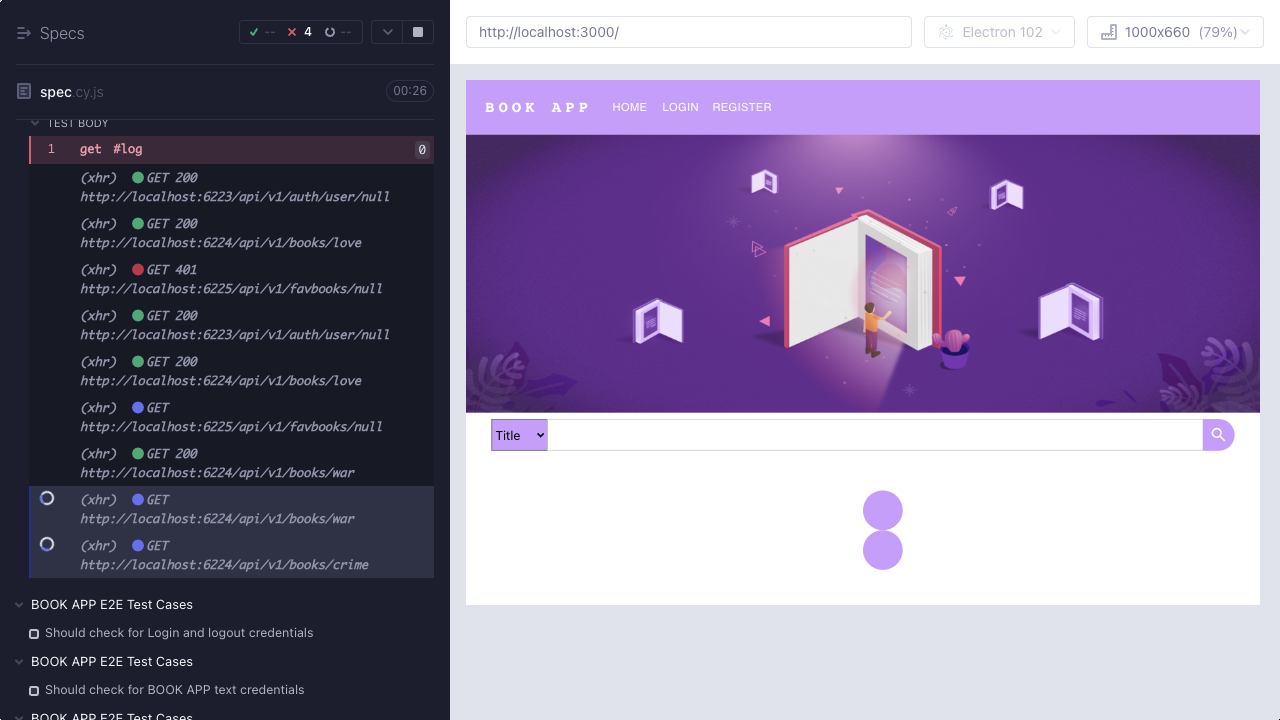 Specs
-- 4 --
spec.cy.js
00:26
TEST BODY
1 get #log 0
(xhr) GET 200
http://localhost:6223/api/v1/auth/user/null
(xhr) GET 200
http://localhost:6224/api/v1/books/love
(xhr) GET 401
http://localhost:6225/api/v1/favbooks/null
(xhr) GET 200
http://localhost:6223/api/v1/auth/user/null
(xhr) GET 200
http://localhost:6224/api/v1/books/love
(xhr) GET
http://localhost:6225/api/v1/favbooks/null
(xhr) GET 200
http://localhost:6224/api/v1/books/war
(xhr) GET
http://localhost:6224/api/v1/books/war
(xhr) GET
http://localhost:6224/api/v1/books/crime
BOOK APP E2E Test Cases
Should check for Login and logout credentials
BOOK APP E2E Test Cases
Should check for BOOK APP text credentials
BOOK APP E2E Test Cases
http://localhost:3000/
Electron 102
1000x660 (79%)
BOOK APP HOME LOGIN REGISTER
Title